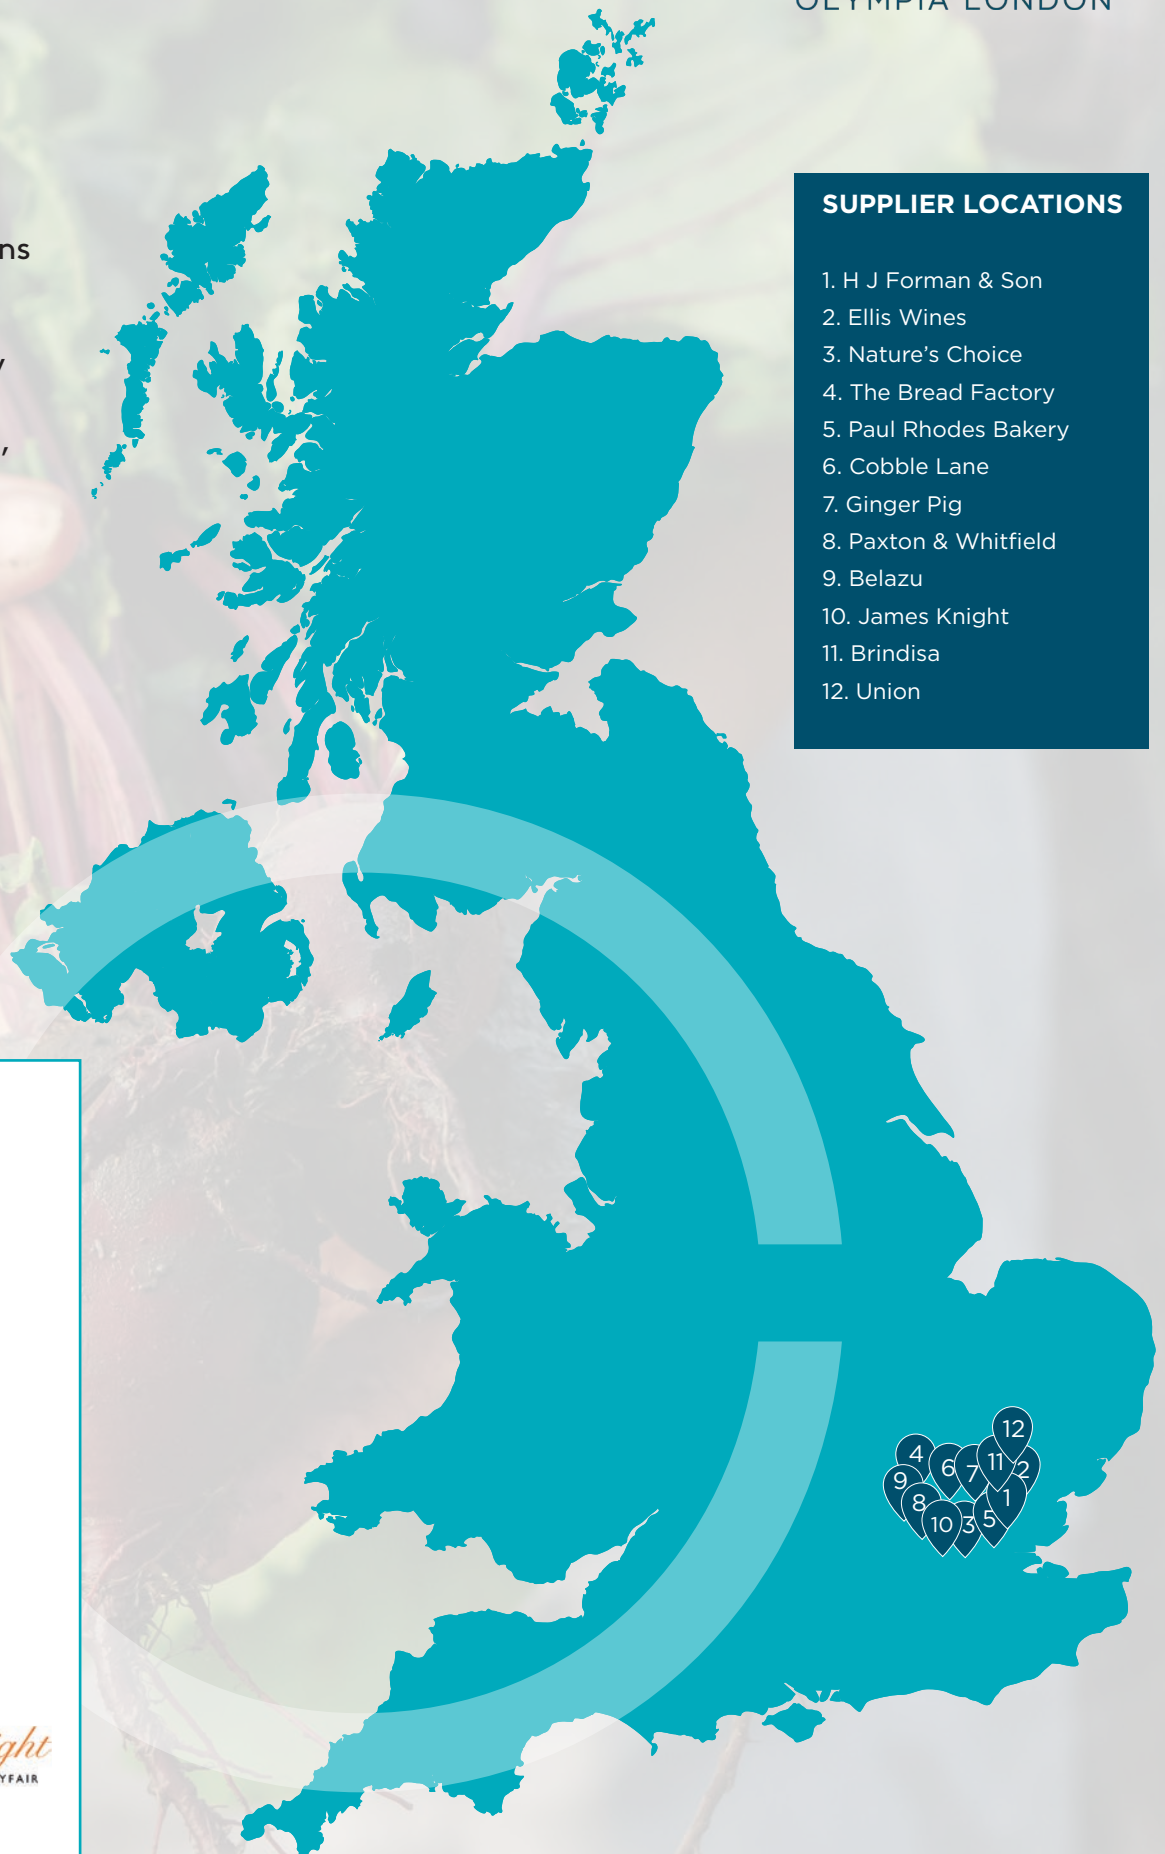 OLYMPIA LONDON
ns
y
,
SUPPLIER LOCATIONS
1. H J Forman & Son
2. Ellis Wines
3. Nature’s Choice
4. The Bread Factory
5. Paul Rhodes Bakery
6. Cobble Lane
7. Ginger Pig
8. Paxton & Whitfield
9. Belazu
10. James Knight
11. Brindisa
12. Union
12
4
6
7
11
2
9
8
1
10
3
5
ght
YFAIR